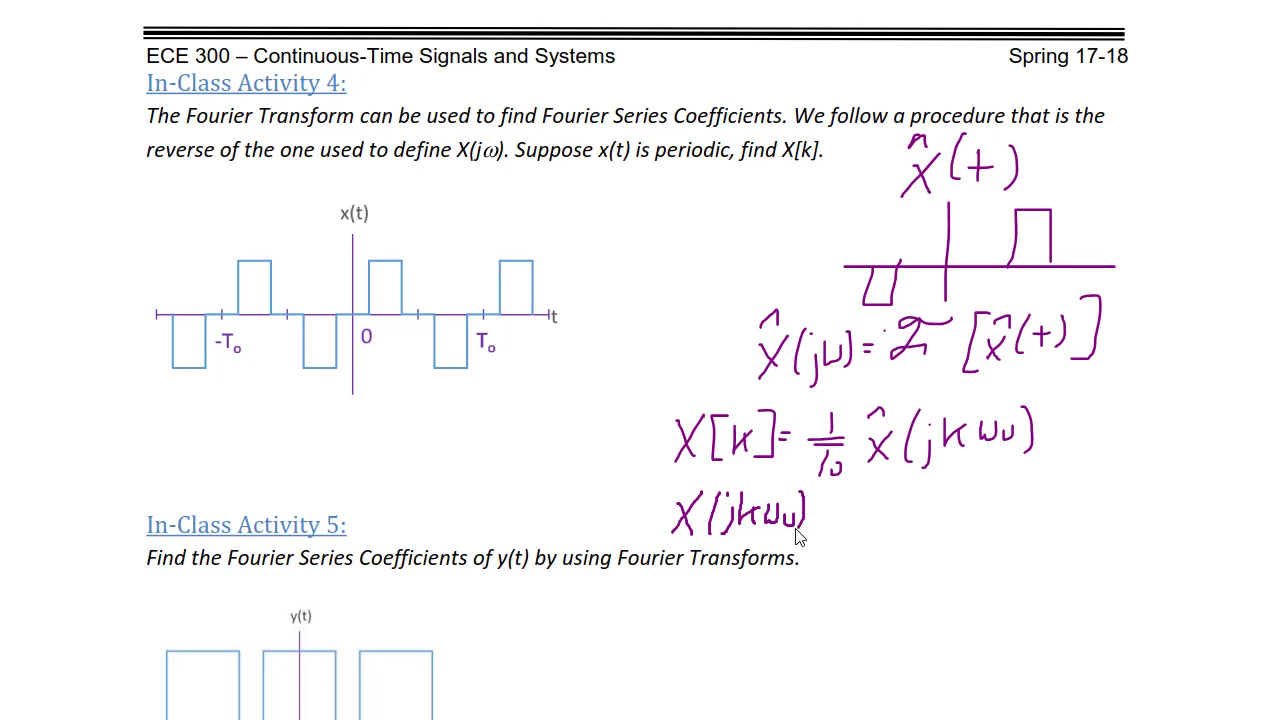 ECE 300 – Continuous-Time Signals and Systems Spring 17-18
In-Class Activity 4:
The Fourier Transform can be used to find Fourier Series Coefficients. We follow a procedure that is the
reverse of the one used to define X(jω). Suppose x(t) is periodic, find X[k].
x̂(t)
x(t)
-T₀ 0 T₀ t
X̂(jω) = ℱ[x̂(t)]
X[k] = 1/T₀ X̂(jkω₀)
X(jkω₀)
In-Class Activity 5:
Find the Fourier Series Coefficients of y(t) by using Fourier Transforms.
y(t)